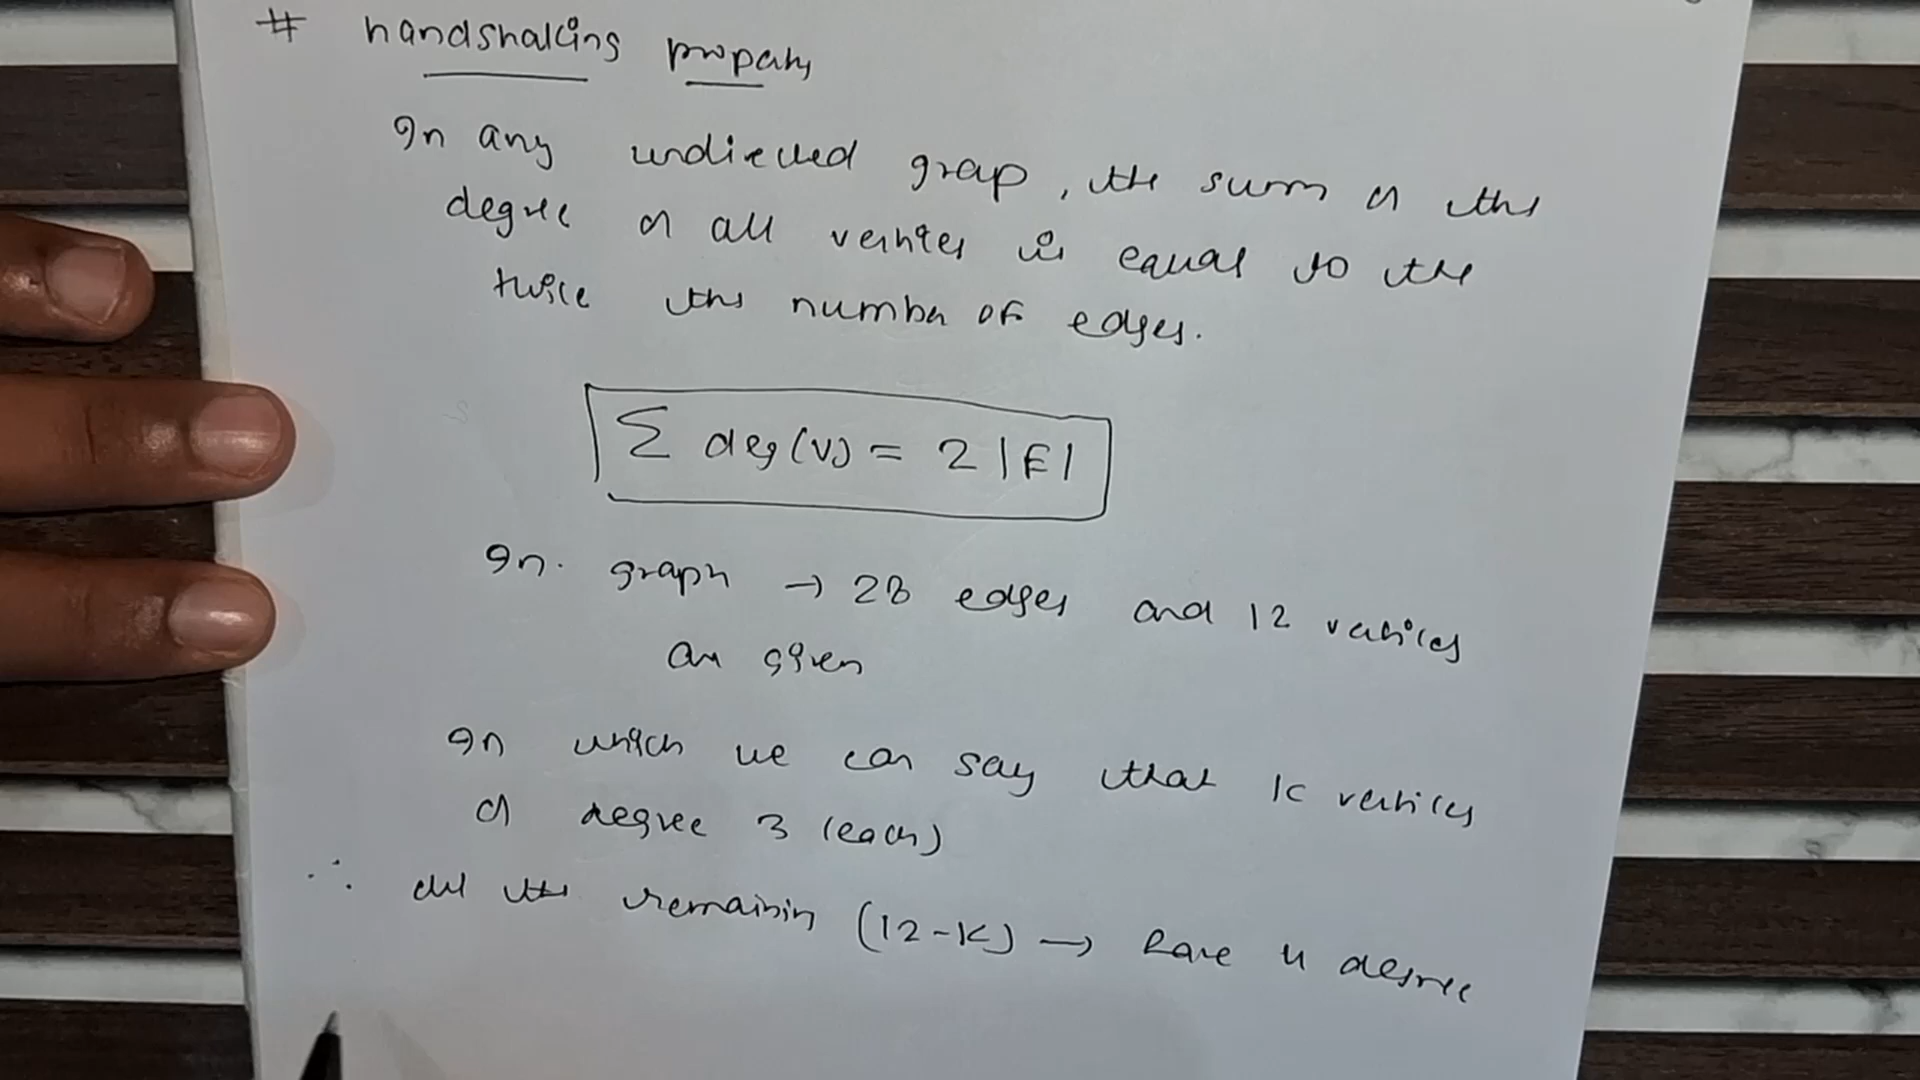 # handshaking property
In any undirected grap, the sum of the
degree of all vertices is equal to the
twice the number of edges.
∑ deg(v) = 2|E|
In. graph → 28 edges and 12 vertices
are given
In which we can say that K vertices
of degree 3 (each)
∴ all the remainin (12-K) → have 4 degree